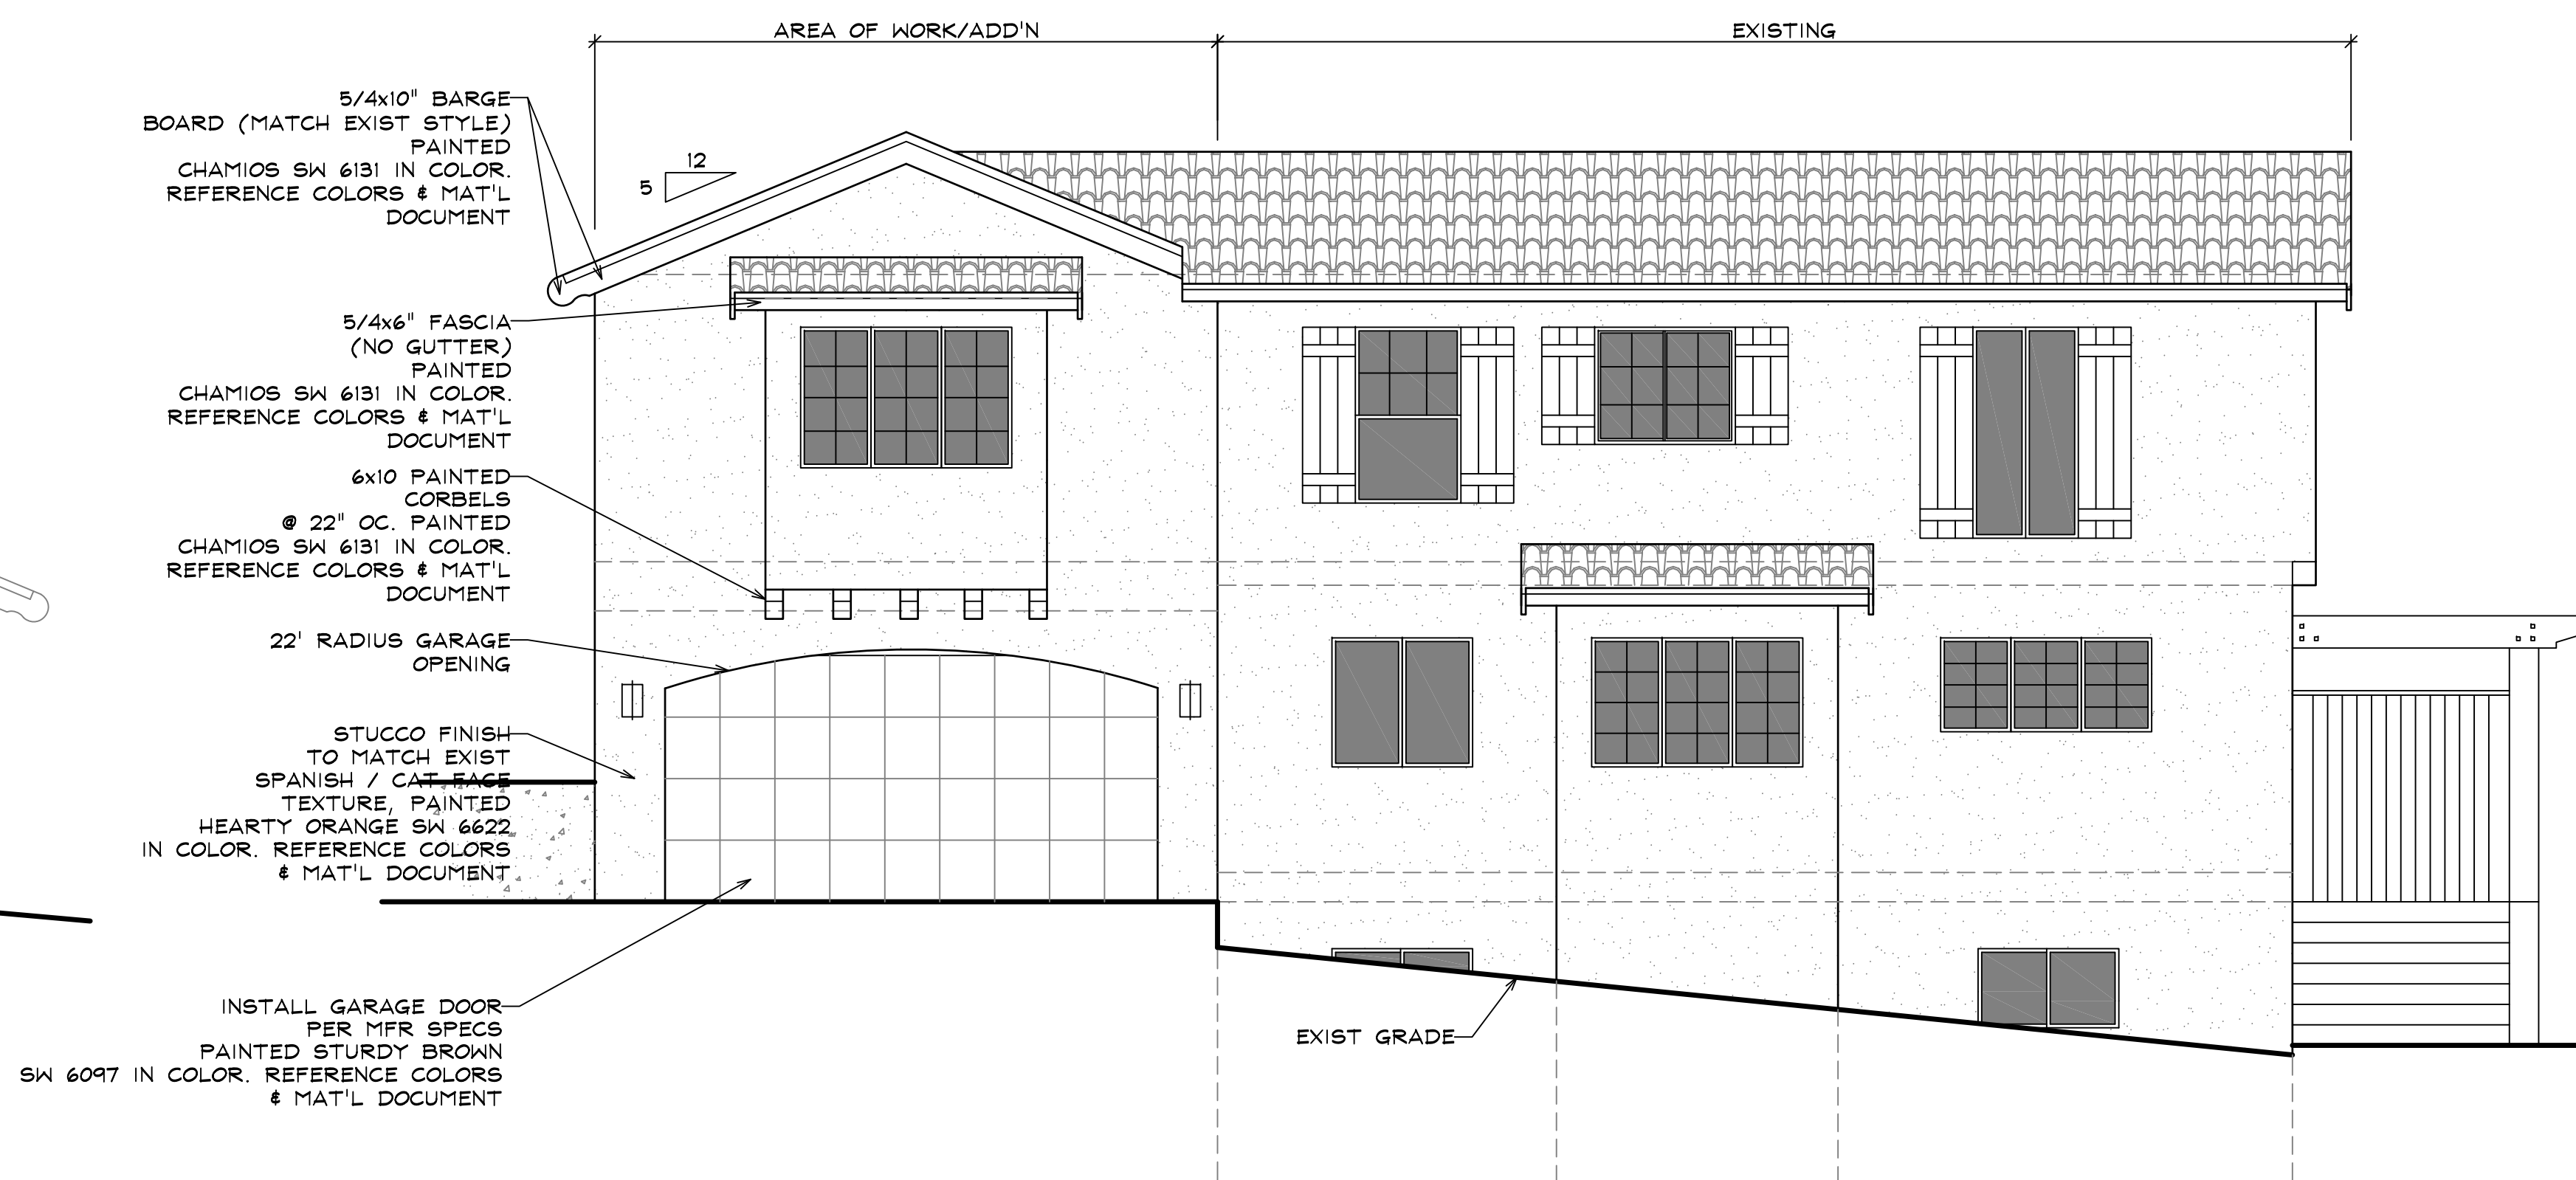 AREA OF WORK/ADD'N
EXISTING
5/4x10" BARGE
BOARD (MATCH EXIST STYLE)
PAINTED
CHAMIOS SW 6131 IN COLOR.
REFERENCE COLORS & MAT'L
DOCUMENT
12
5
5/4x6" FASCIA
(NO GUTTER)
PAINTED
CHAMIOS SW 6131 IN COLOR.
REFERENCE COLORS & MAT'L
DOCUMENT
6x10 PAINTED
CORBELS
@ 22" OC. PAINTED
CHAMIOS SW 6131 IN COLOR.
REFERENCE COLORS & MAT'L
DOCUMENT
22' RADIUS GARAGE
OPENING
STUCCO FINISH
TO MATCH EXIST
SPANISH / CAT FACE
TEXTURE, PAINTED
HEARTY ORANGE SW 6622
IN COLOR. REFERENCE COLORS
& MAT'L DOCUMENT
INSTALL GARAGE DOOR
PER MFR SPECS
PAINTED STURDY BROWN
SW 6097 IN COLOR. REFERENCE COLORS
& MAT'L DOCUMENT
EXIST GRADE